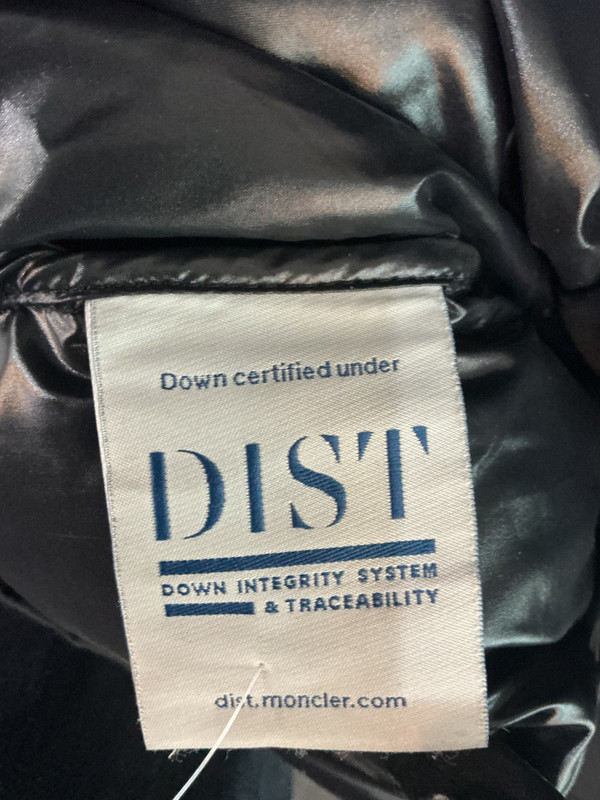 Down certified under
DIST
DOWN INTEGRITY SYSTEM
& TRACEABILITY
dist.moncler.com